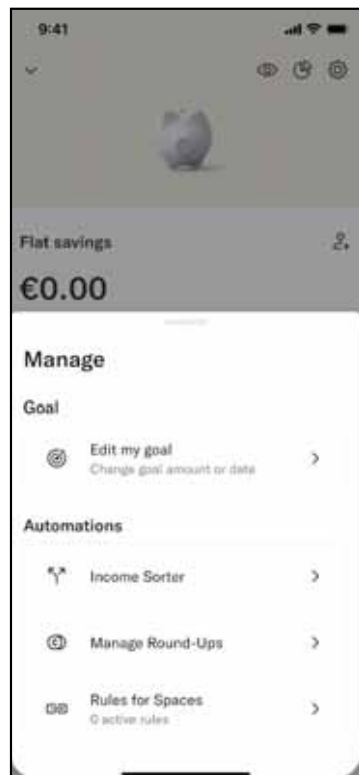 9:41
Flat savings
€0.00
Manage
Goal
Edit my goal
Change goal amount or date
Automations
Income Sorter
Manage Round-Ups
Rules for Spaces
0 active rules